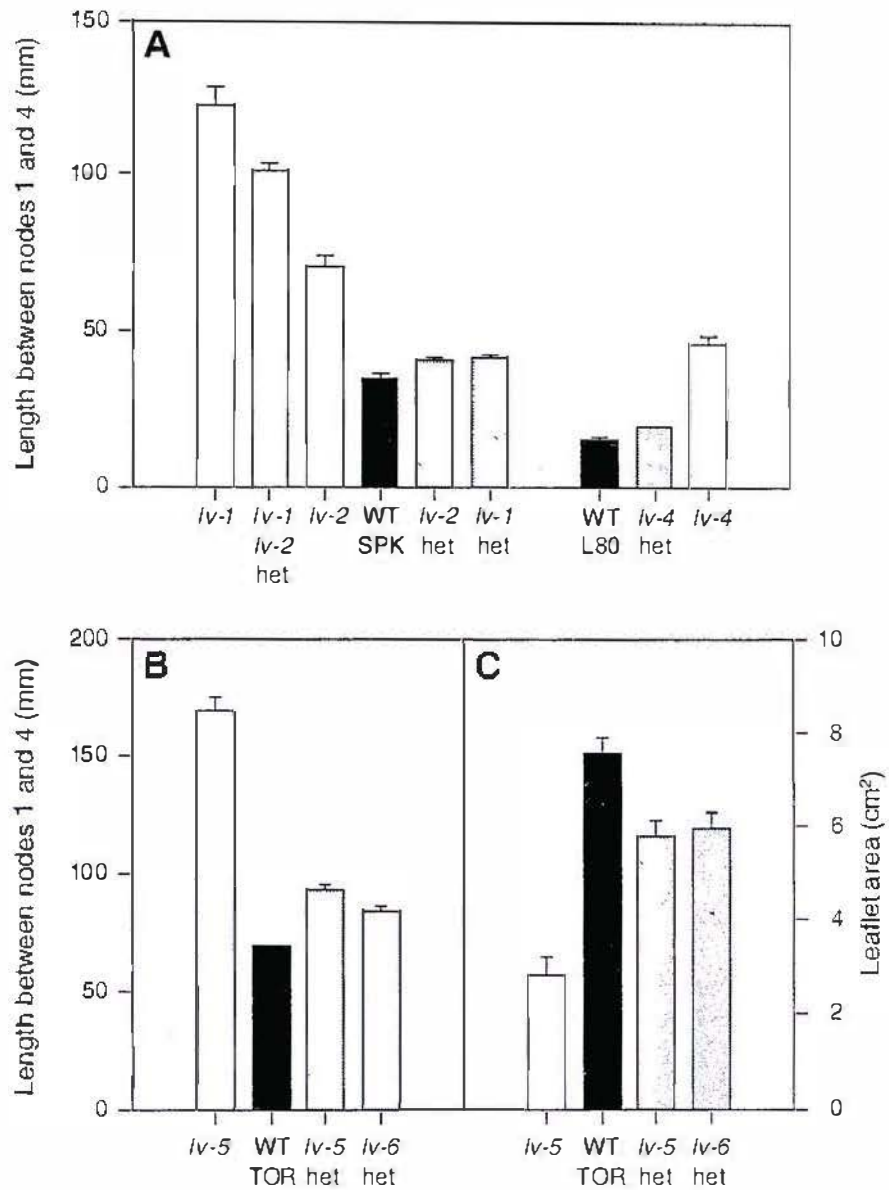 A
Length between nodes 1 and 4 (mm)
150
100
50
0
lv-1
lv-1 lv-2 het
lv-2
WT SPK
lv-2 het
lv-1 het
WT L80
lv-4 het
lv-4
B
Length between nodes 1 and 4 (mm)
200
150
100
50
0
lv-5
WT TOR
lv-5 het
lv-6 het
C
10
8
6
4
2
0
Leaflet area (cm²)
lv-5
WT TOR
lv-5 het
lv-6 het